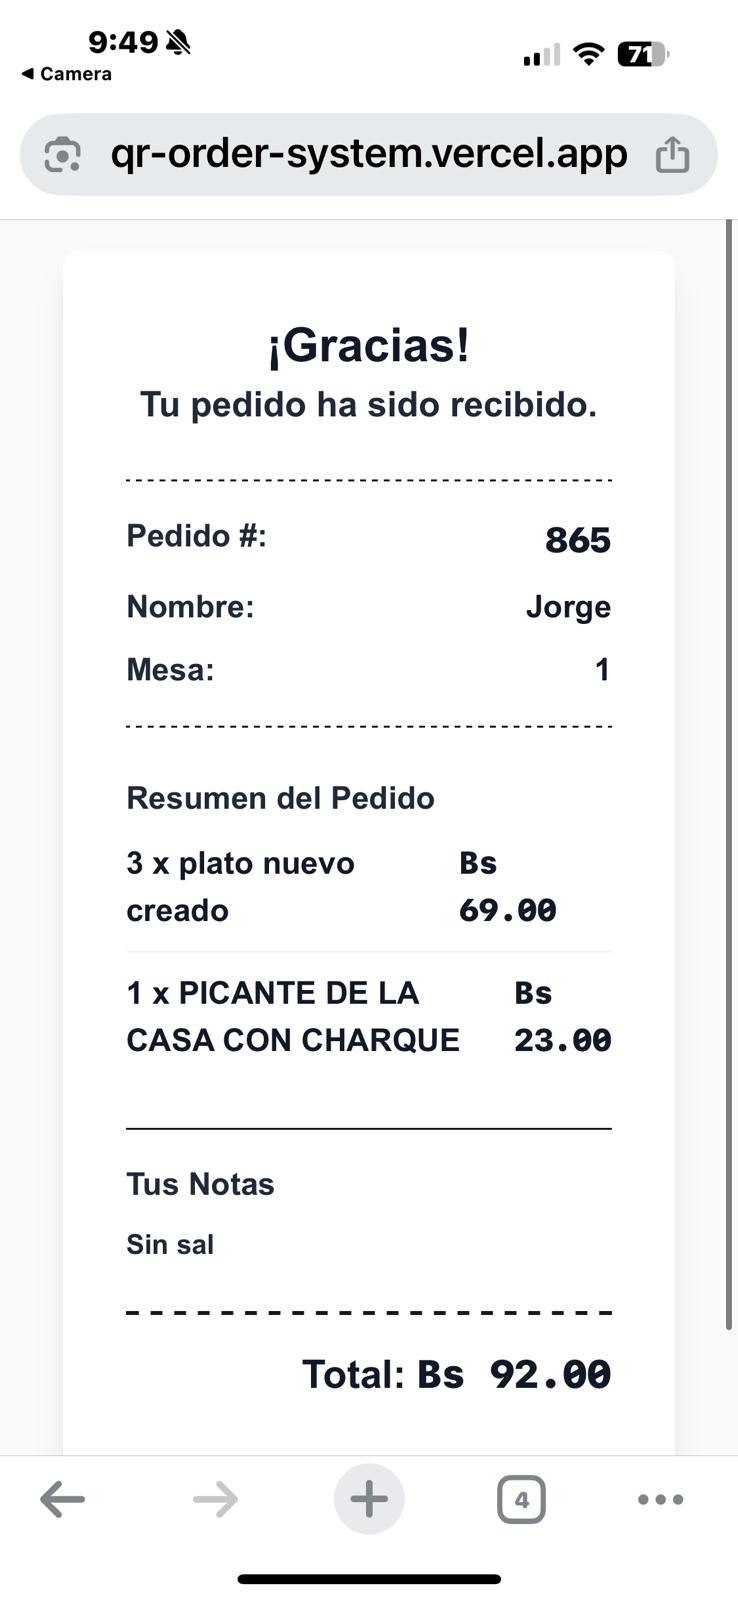 9:49
71
◀ Camera
qr-order-system.vercel.app
¡Gracias!
Tu pedido ha sido recibido.
Pedido #: 865
Nombre: Jorge
Mesa: 1
Resumen del Pedido
3 x plato nuevo Bs
creado 69.00
1 x PICANTE DE LA Bs
CASA CON CHARQUE 23.00
Tus Notas
Sin sal
Total: Bs 92.00
4